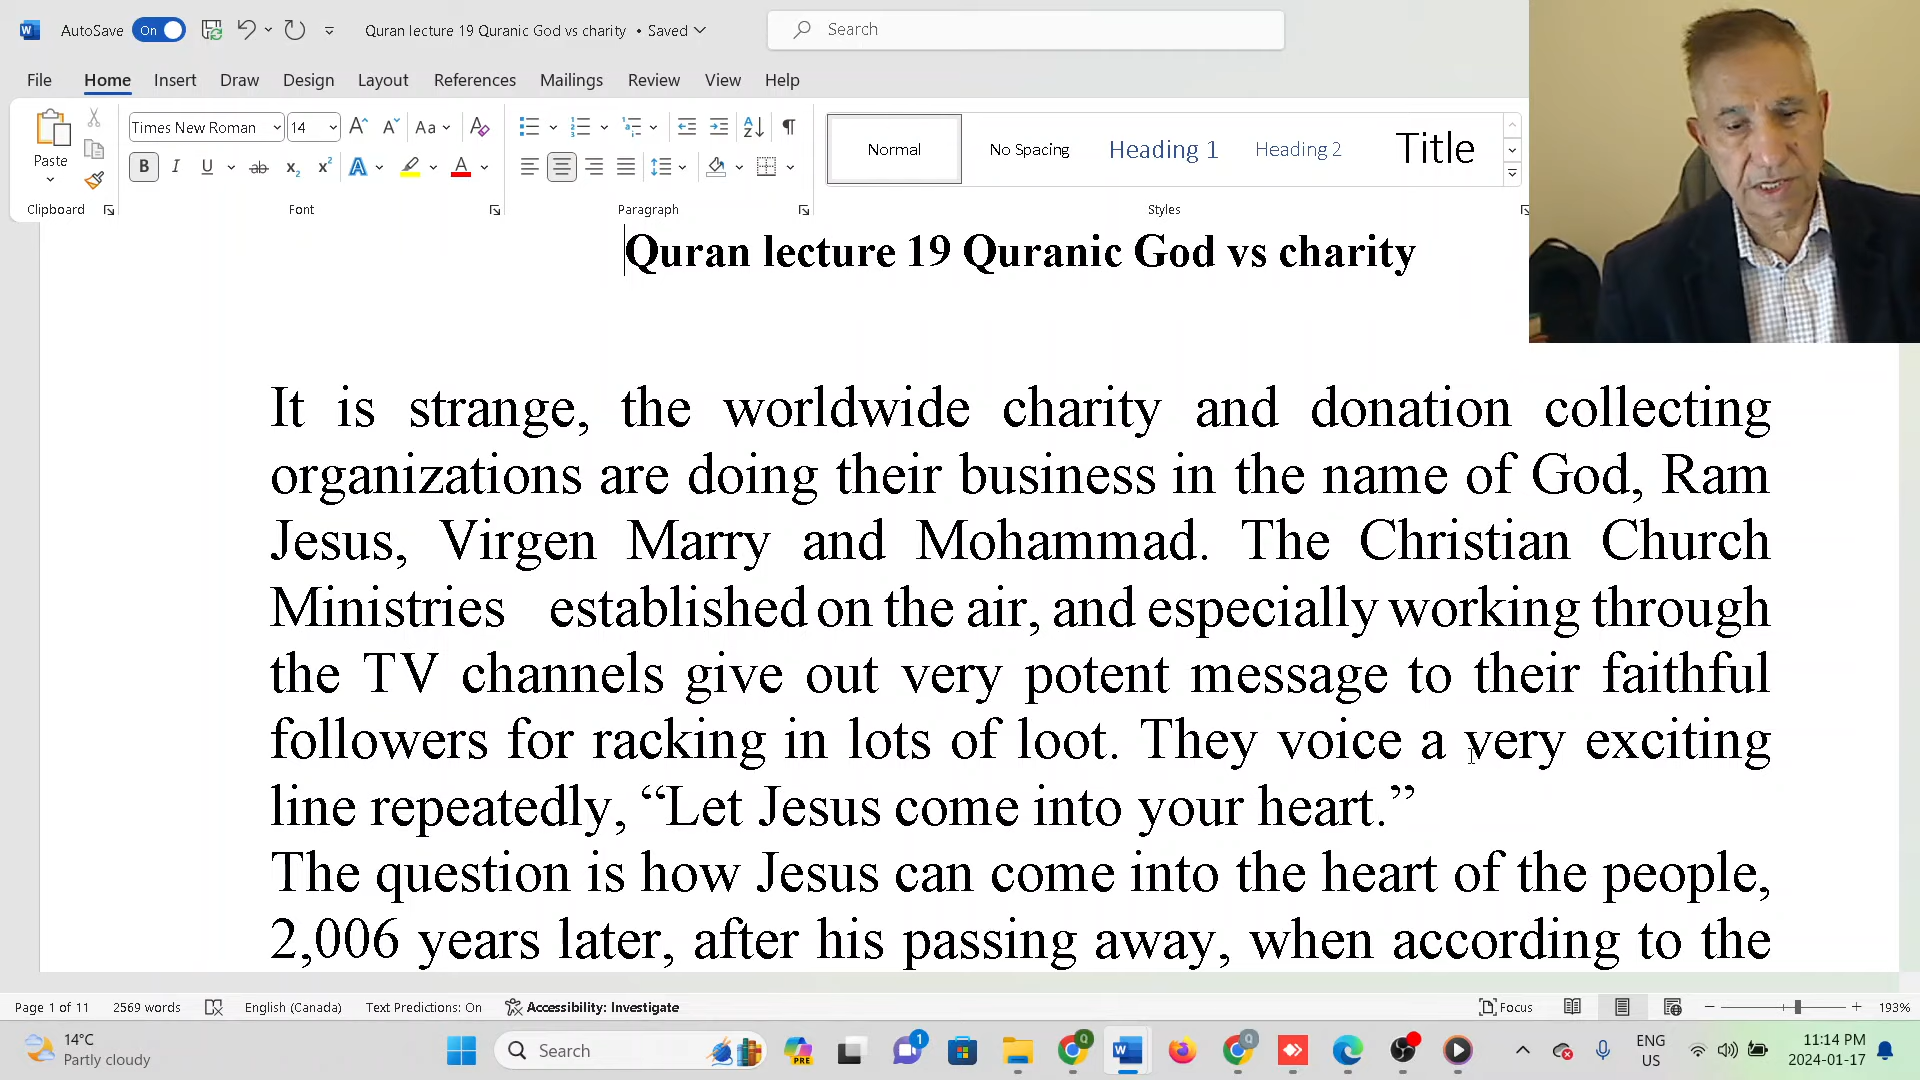 AutoSave On Quran lecture 19 Quranic God vs charity • Saved Search
File Home Insert Draw Design Layout References Mailings Review View Help
Paste Times New Roman 14 Aa Normal No Spacing Heading 1 Heading 2 Title
Clipboard Font Paragraph Styles
Quran lecture 19 Quranic God vs charity
It is strange, the worldwide charity and donation collecting
organizations are doing their business in the name of God, Ram
Jesus, Virgen Marry and Mohammad. The Christian Church
Ministries established on the air, and especially working through
the TV channels give out very potent message to their faithful
followers for racking in lots of loot. They voice a very exciting
line repeatedly, “Let Jesus come into your heart.”
The question is how Jesus can come into the heart of the people,
2,006 years later, after his passing away, when according to the
Page 1 of 11 2569 words English (Canada) Text Predictions: On Accessibility: Investigate Focus 193%
14°C
Partly cloudy
Search
PRE
1
ENG
US
11:14 PM
2024-01-17